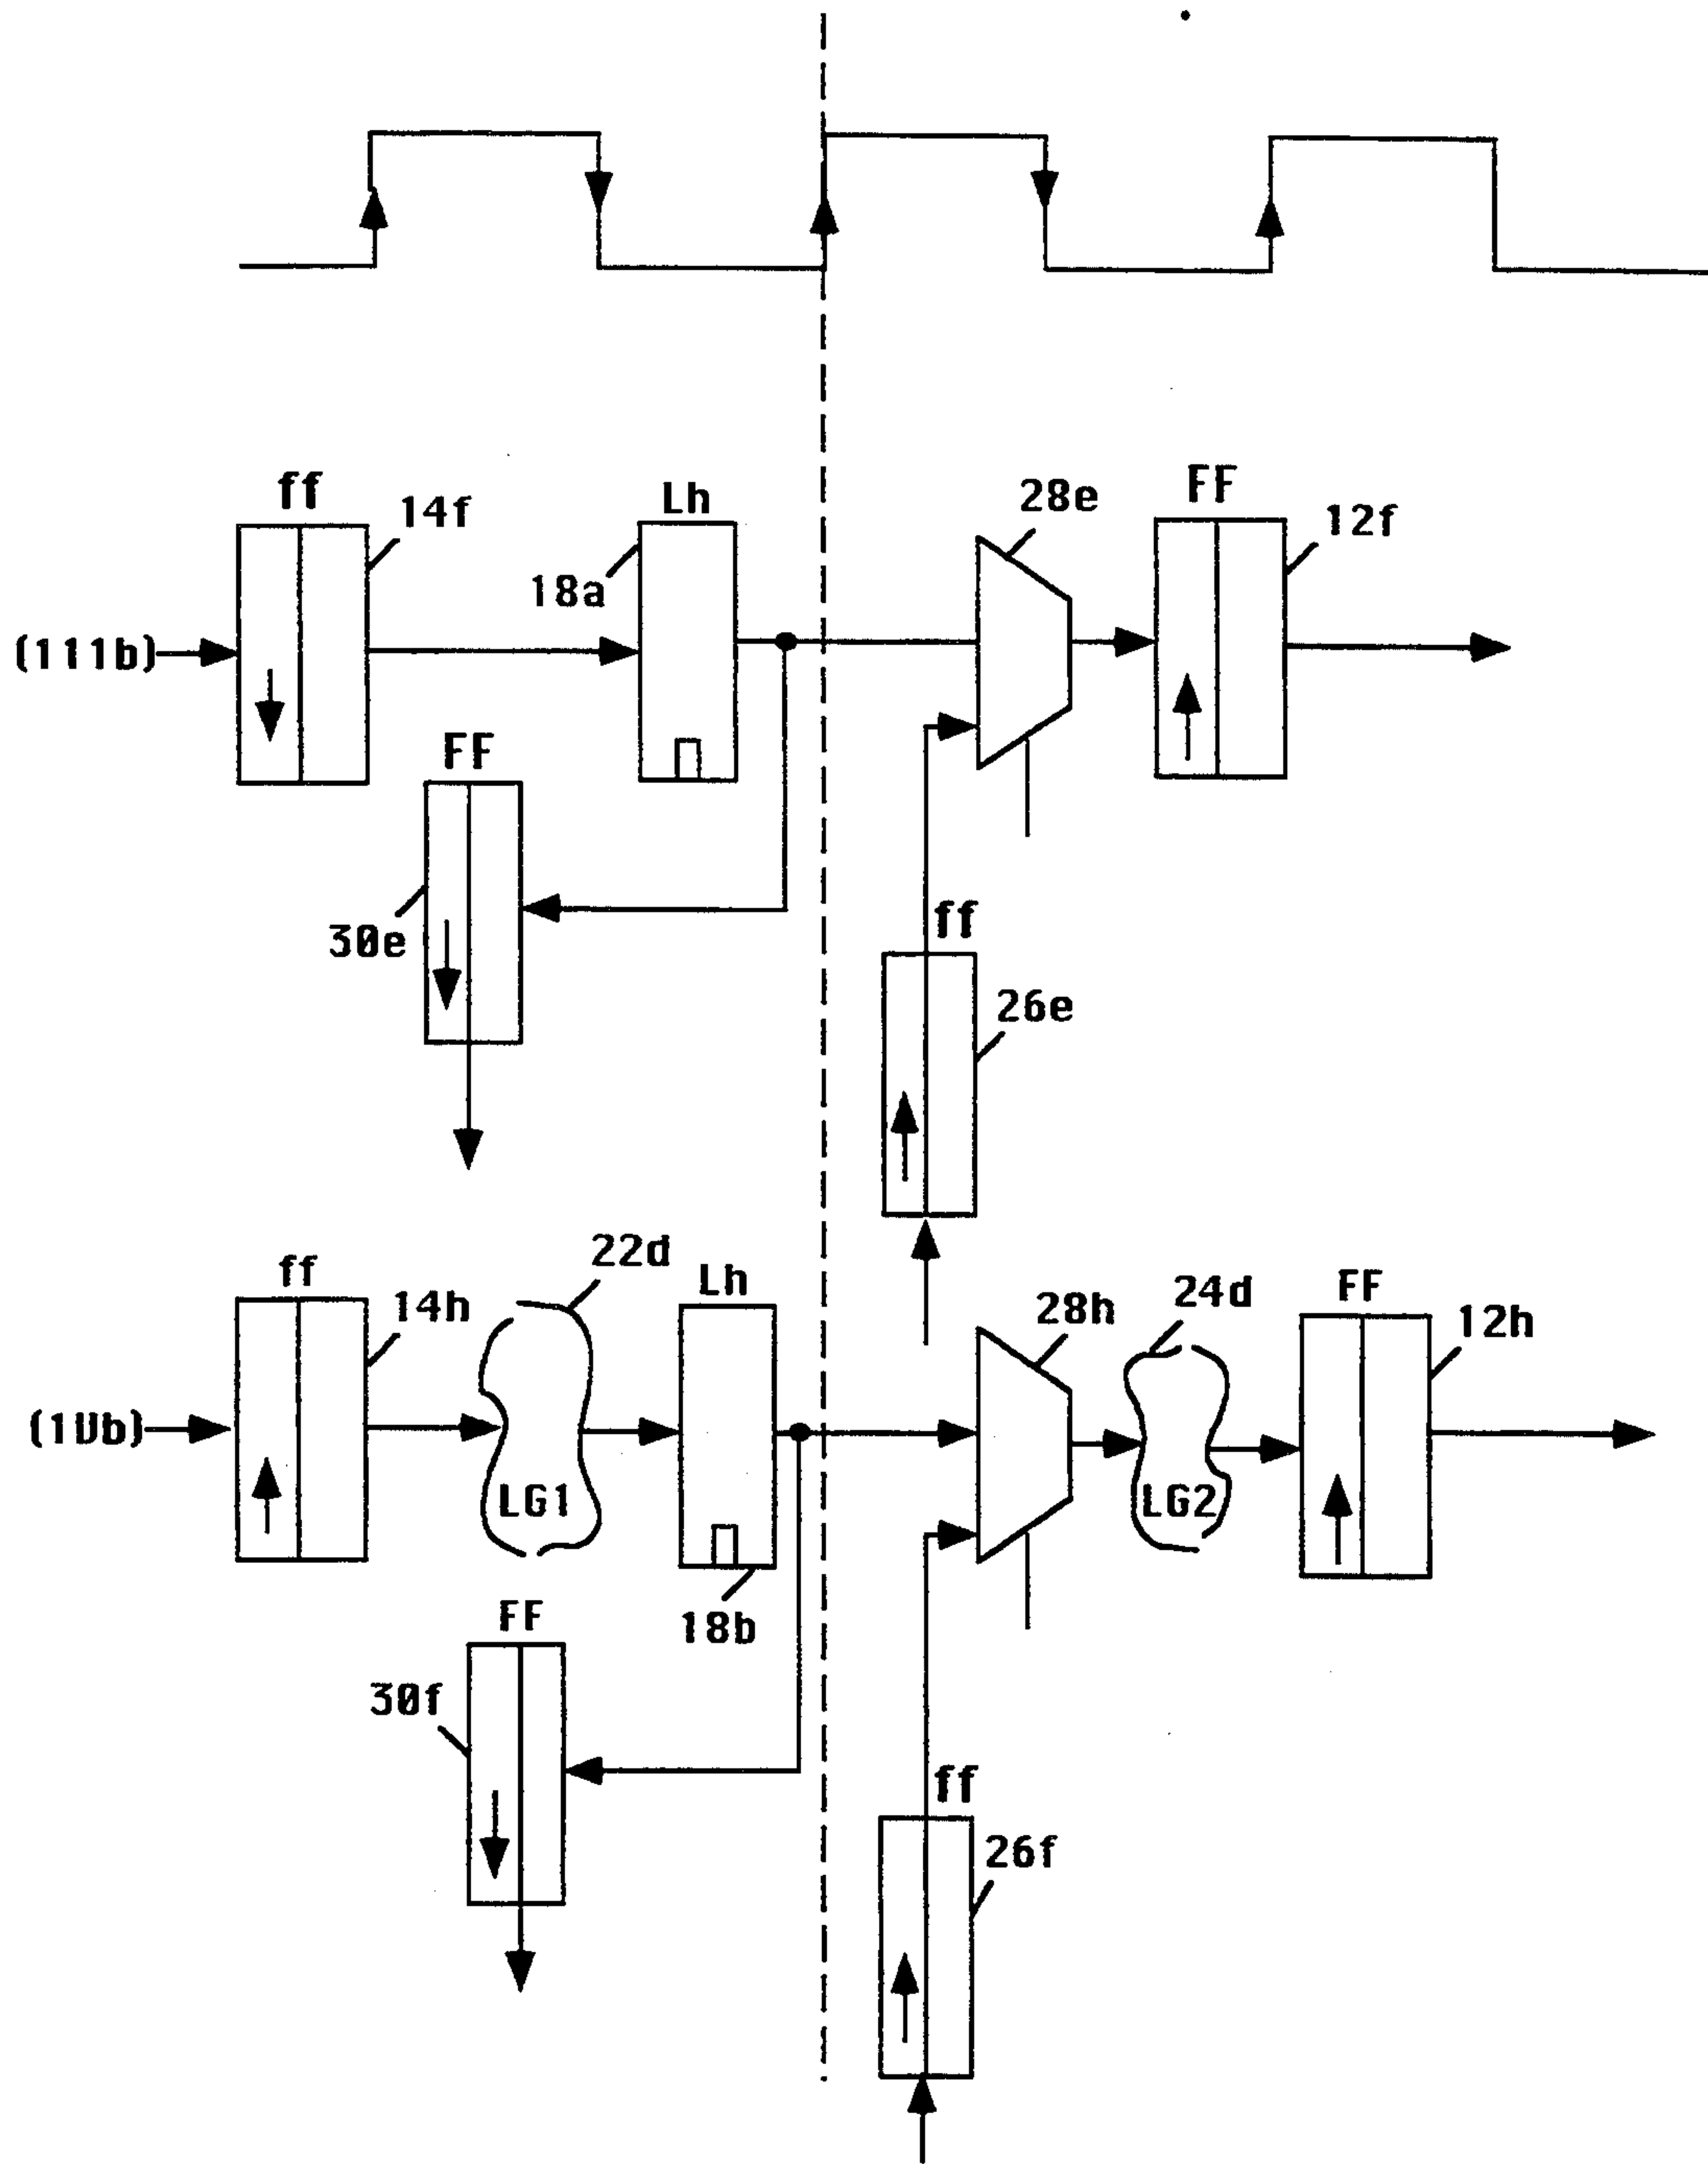 ff
14f
Lh
18a
28e
FF
12f
(111b)
FF
30e
ff
26e
ff
14h
22d
Lh
28h
24d
FF
12h
(1Ub)
LG1
LG2
18b
FF
30f
ff
26f